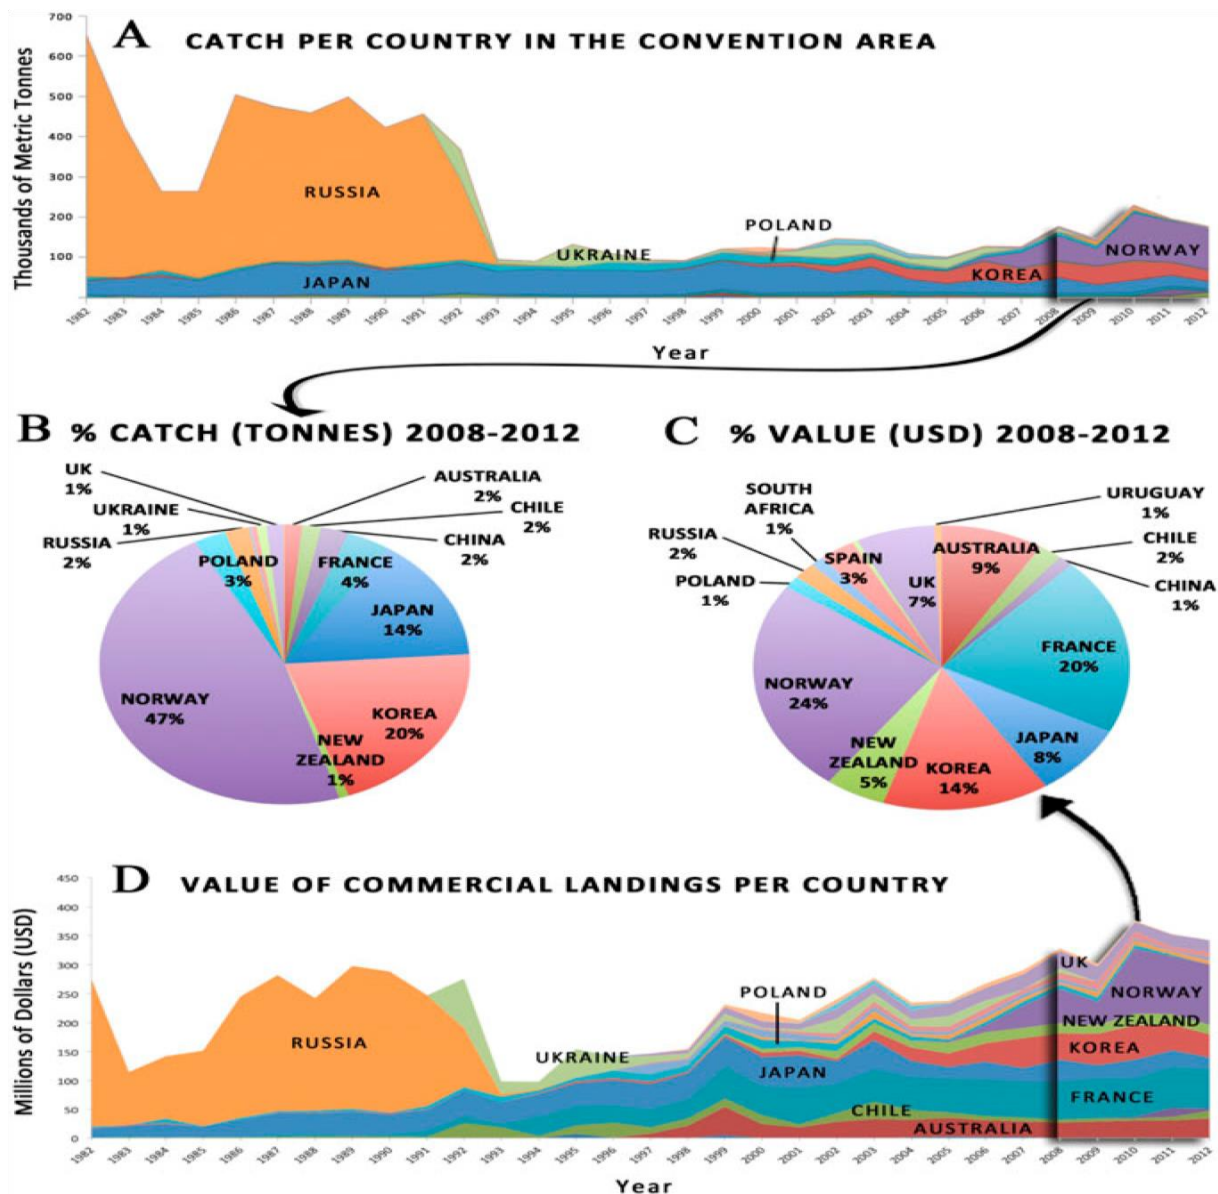 A CATCH PER COUNTRY IN THE CONVENTION AREA
Thousands of Metric Tonnes
700
600
500
400
300
200
100
RUSSIA
JAPAN
UKRAINE
POLAND
KOREA
NORWAY
1982 1983 1984 1985 1986 1987 1988 1989 1990 1991 1992 1993 1994 1995 1996 1997 1998 1999 2000 2001 2002 2003 2004 2005 2006 2007 2008 2009 2010 2011 2012
Year
B % CATCH (TONNES) 2008-2012
UK
1%
UKRAINE
1%
RUSSIA
2%
POLAND
3%
AUSTRALIA
2%
CHILE
2%
CHINA
2%
FRANCE
4%
JAPAN
14%
NORWAY
47%
KOREA
20%
NEW
ZEALAND
1%
C % VALUE (USD) 2008-2012
SOUTH
AFRICA
1%
RUSSIA
2%
POLAND
1%
SPAIN
3%
UK
7%
URUGUAY
1%
AUSTRALIA
9%
CHILE
2%
CHINA
1%
FRANCE
20%
NORWAY
24%
JAPAN
8%
NEW
ZEALAND
5%
KOREA
14%
D VALUE OF COMMERCIAL LANDINGS PER COUNTRY
Millions of Dollars (USD)
450
400
350
300
250
200
150
100
50
0
RUSSIA
UKRAINE
POLAND
JAPAN
CHILE
AUSTRALIA
UK
NORWAY
NEW ZEALAND
KOREA
FRANCE
1982 1983 1984 1985 1986 1987 1988 1989 1990 1991 1992 1993 1994 1995 1996 1997 1998 1999 2000 2001 2002 2003 2004 2005 2006 2007 2008 2009 2010 2011 2012
Year